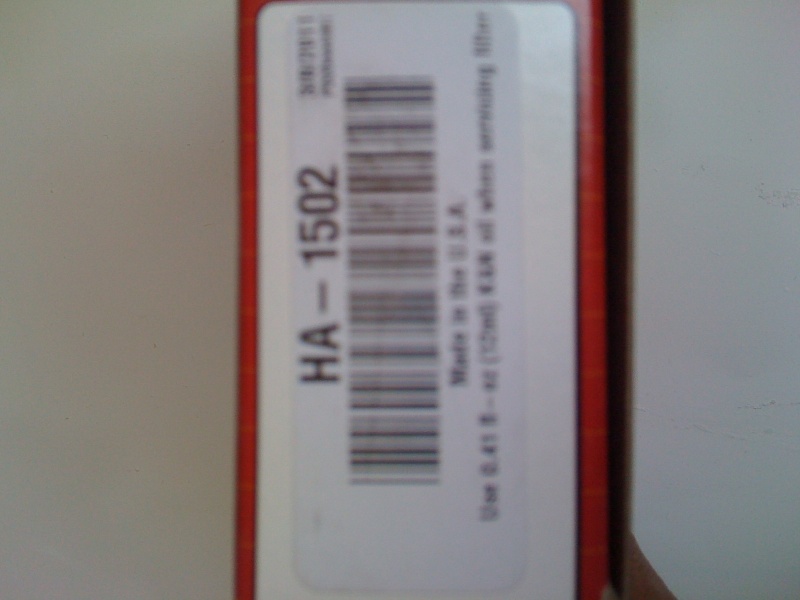 HA-1502
Made in the U.S.A.
Use 0.41 fl-oz (12ml) K&N oil when servicing filter